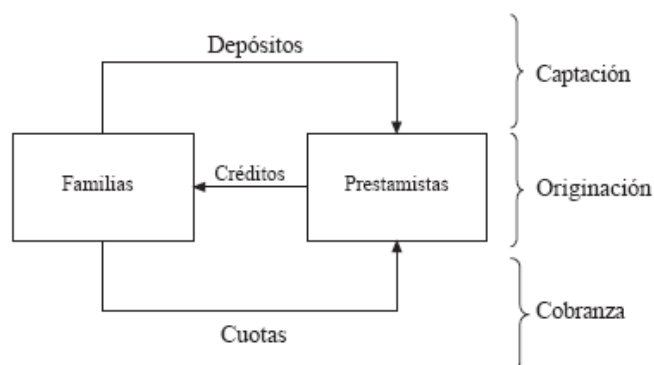 Depósitos
Captación
Familias
Créditos
Prestamistas
Originación
Cuotas
Cobranza